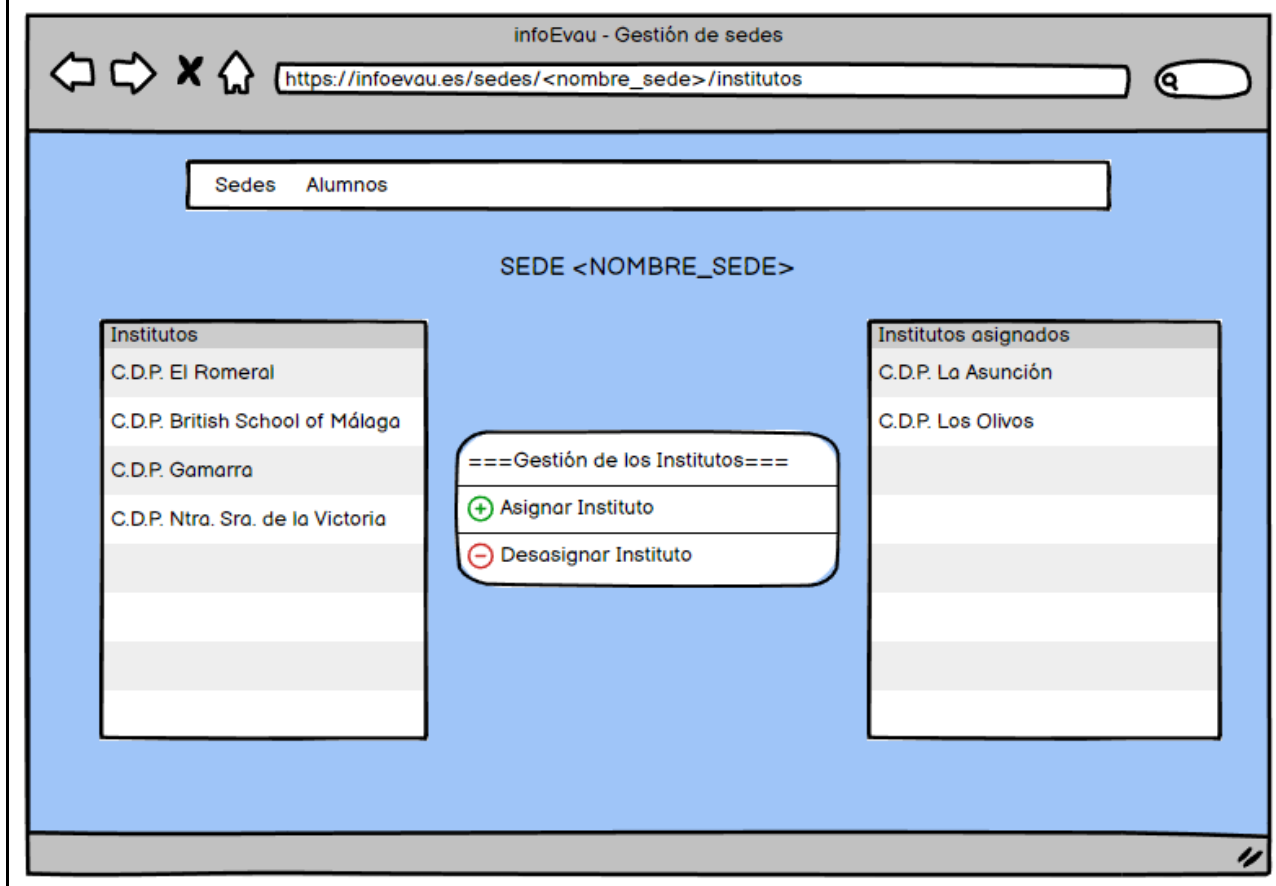 infoEvau - Gestión de sedes
https://infoevau.es/sedes/<nombre_sede>/institutos
Sedes Alumnos
SEDE <NOMBRE_SEDE>
Institutos
C.D.P. El Romeral
C.D.P. British School of Málaga
C.D.P. Gamarra
C.D.P. Ntra. Sra. de la Victoria
===Gestión de los Institutos===
Asignar Instituto
Desasignar Instituto
Institutos asignados
C.D.P. La Asunción
C.D.P. Los Olivos